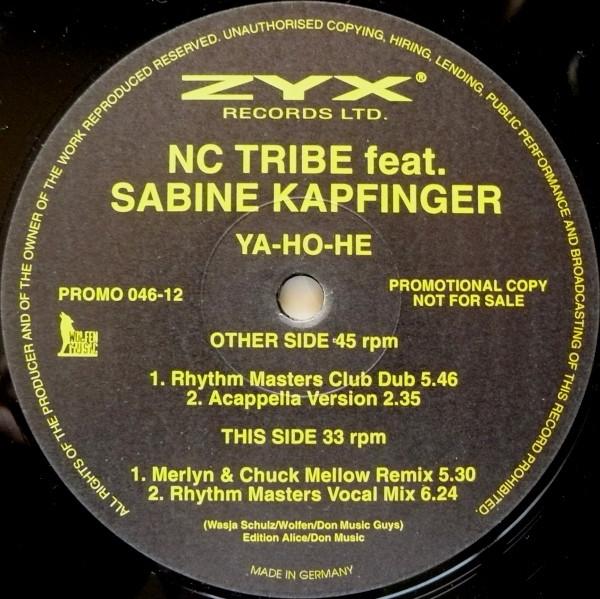 ALL RIGHTS OF THE PRODUCER AND OF THE OWNER OF THE WORK REPRODUCED RESERVED. UNAUTHORISED COPYING, HIRING, LENDING, PUBLIC PERFORMANCE AND BROADCASTING OF THIS RECORD PROHIBITED.
ZYX®
RECORDS LTD.
NC TRIBE feat.
SABINE KAPFINGER
YA-HO-HE
PROMO 046-12
PROMOTIONAL COPY
NOT FOR SALE
WOLFEN
MUSIC
OTHER SIDE 45 rpm
1. Rhythm Masters Club Dub 5.46
2. Acappella Version 2.35
THIS SIDE 33 rpm
1. Merlyn & Chuck Mellow Remix 5.30
2. Rhythm Masters Vocal Mix 6.24
(Wasja Schulz/Wolfen/Don Music Guys)
Edition Alice/Don Music
MADE IN GERMANY